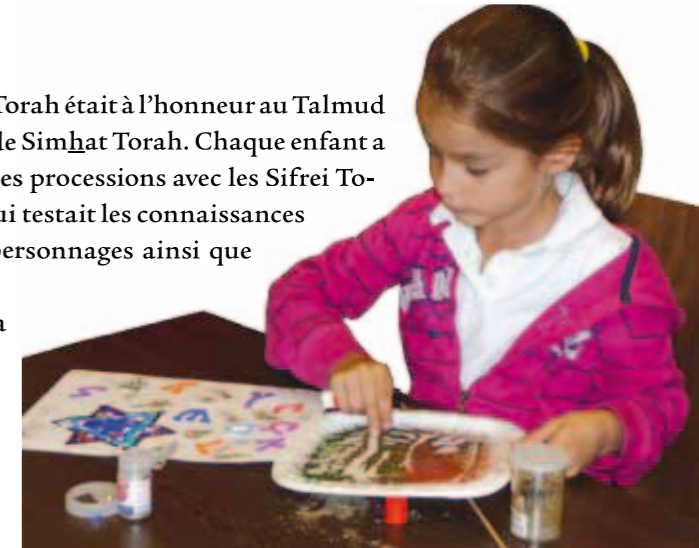 Torah était à l’honneur au Talmud
de Simhat Torah. Chaque enfant a
es processions avec les Sifrei To-
ui testait les connaissances
personnages ainsi que
a